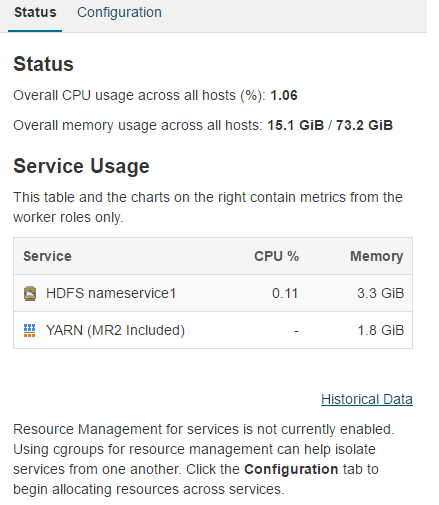 Status Configuration
Status
Overall CPU usage across all hosts (%): 1.06
Overall memory usage across all hosts: 15.1 GiB / 73.2 GiB
Service Usage
This table and the charts on the right contain metrics from the
worker roles only.
Service CPU % Memory
HDFS nameservice1 0.11 3.3 GiB
YARN (MR2 Included) - 1.8 GiB
Historical Data
Resource Management for services is not currently enabled.
Using cgroups for resource management can help isolate
services from one another. Click the Configuration tab to
begin allocating resources across services.